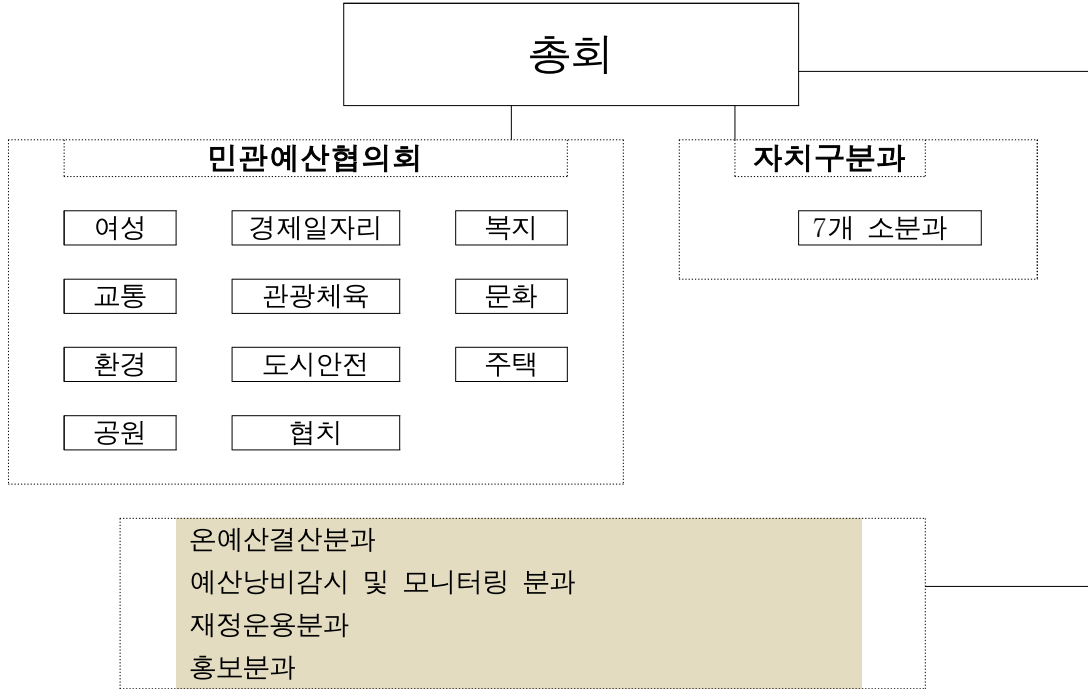 총회
민관예산협의회
자치구분과
여성
경제일자리
복지
7개 소분과
교통
관광체육
문화
환경
도시안전
주택
공원
협치
온예산결산분과
예산낭비감시 및 모니터링 분과
재정운용분과
홍보분과